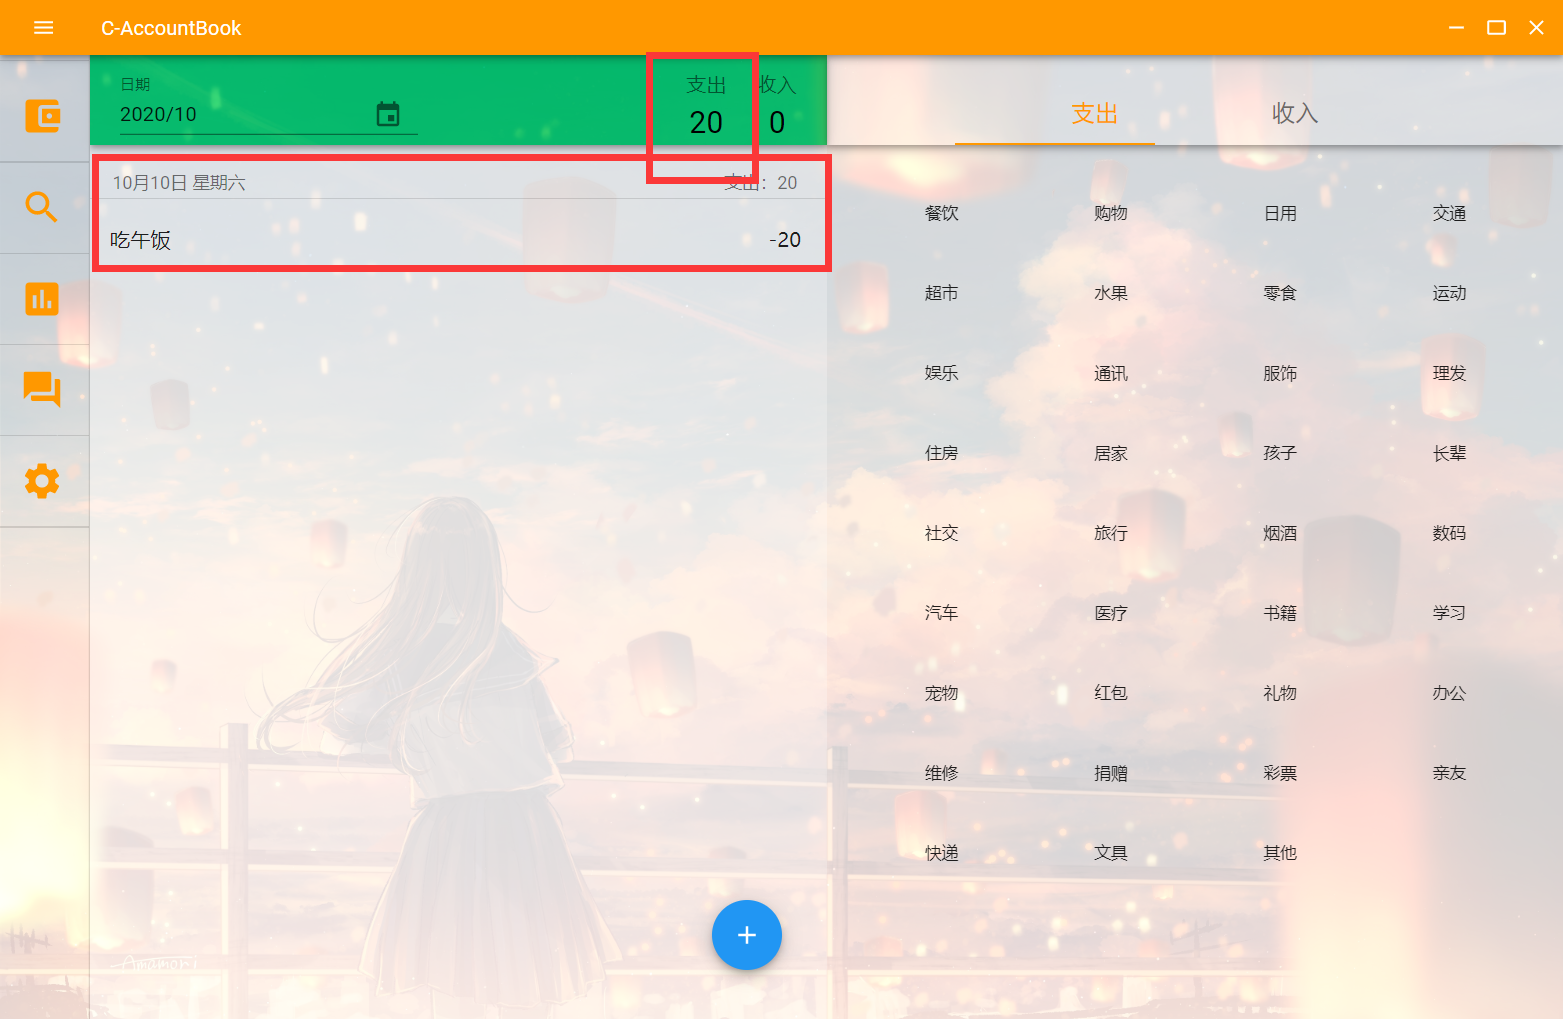 C-AccountBook
日期
2020/10
支出 收入
20 0
支出 收入
10月10日 星期六 支出：20
吃午饭 -20
餐饮 购物 日用 交通
超市 水果 零食 运动
娱乐 通讯 服饰 理发
住房 居家 孩子 长辈
社交 旅行 烟酒 数码
汽车 医疗 书籍 学习
宠物 红包 礼物 办公
维修 捐赠 彩票 亲友
快递 文具 其他
Amamori